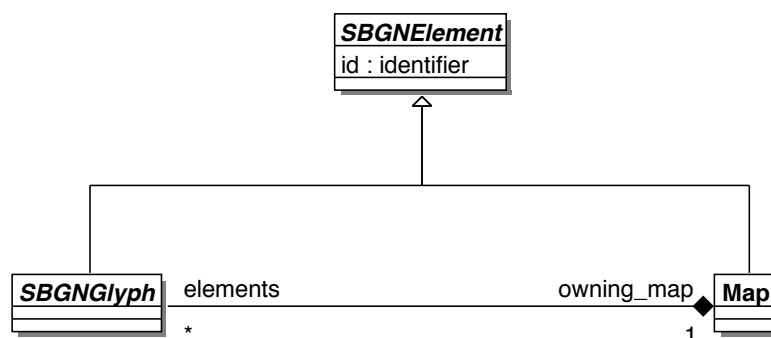 SBGNElement
id : identifier
SBGNGlyph
elements
owning_map
Map
*
1